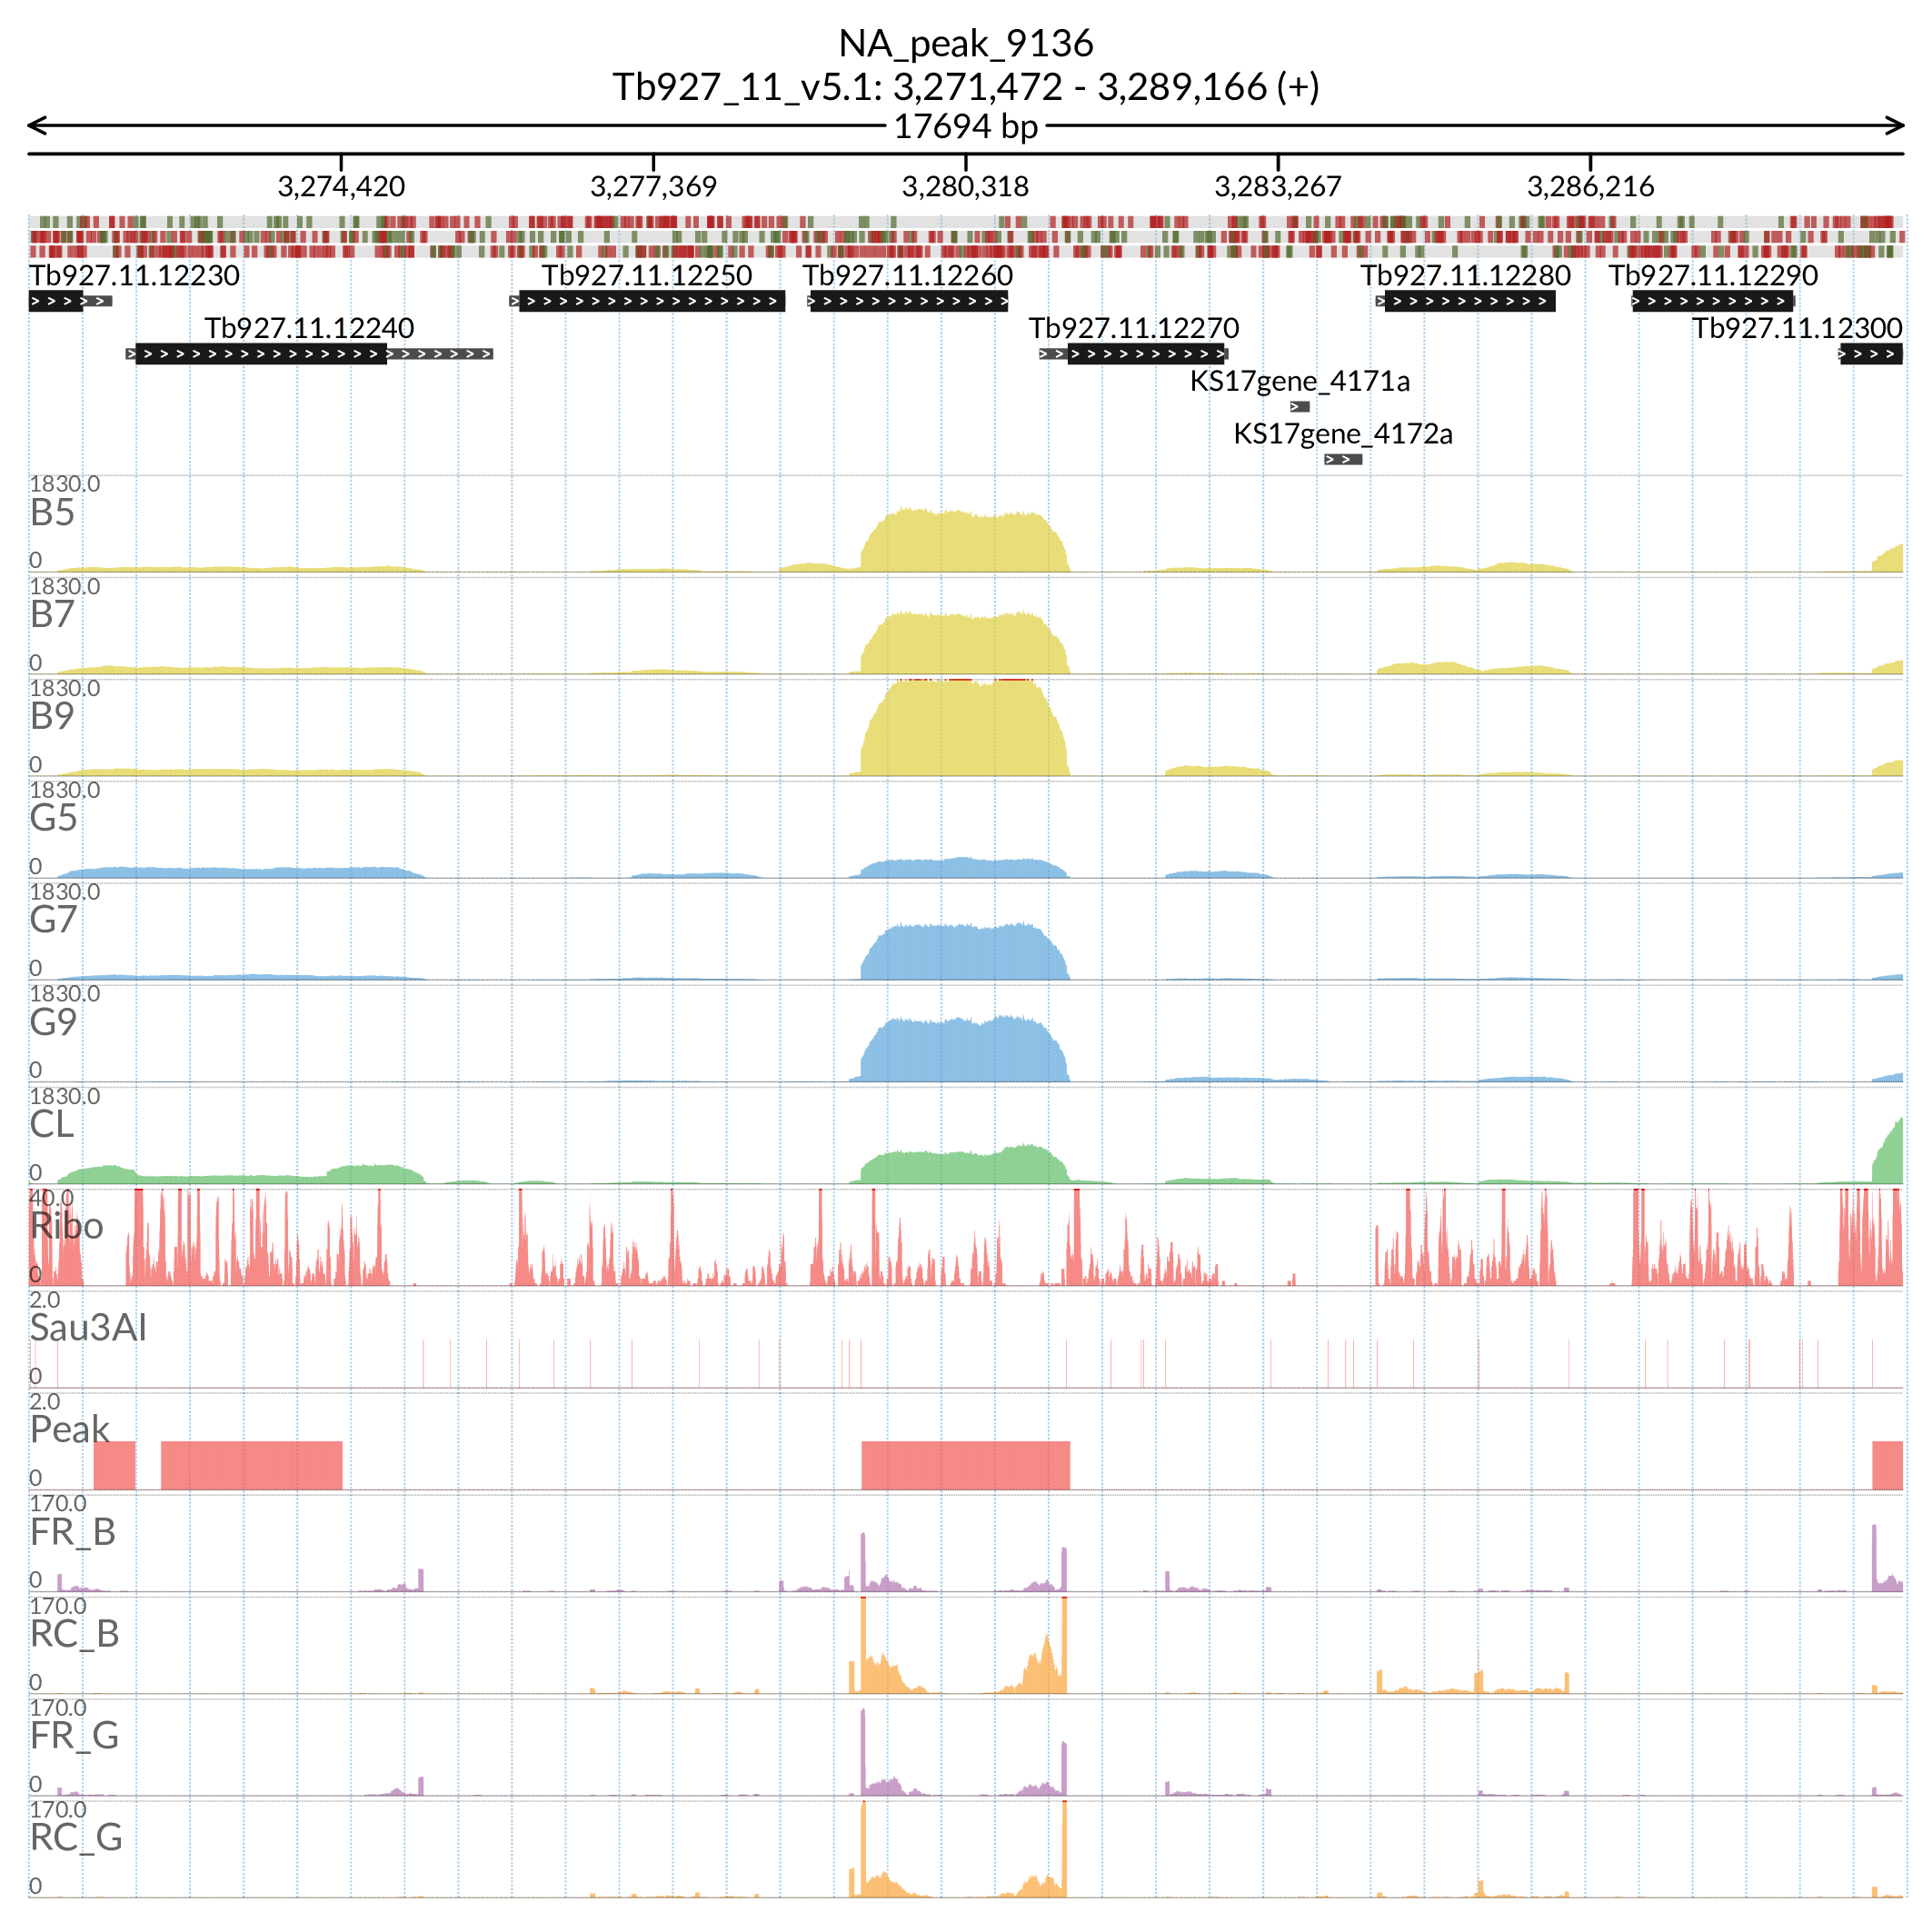 NA_peak_9136
Tb927_11_v5.1: 3,271,472 - 3,289,166 (+)
17694 bp
3,274,420 3,277,369 3,280,318 3,283,267 3,286,216
Tb927.11.12230 Tb927.11.12250 Tb927.11.12260 Tb927.11.12280 Tb927.11.12290
Tb927.11.12240 Tb927.11.12270 Tb927.11.12300
KS17gene_4171a
KS17gene_4172a
1830.0
B5
0
1830.0
B7
0
1830.0
B9
0
1830.0
G5
0
1830.0
G7
0
1830.0
G9
0
1830.0
CL
0
40.0
Ribo
0
2.0
Sau3AI
0
2.0
Peak
0
170.0
FR_B
0
170.0
RC_B
0
170.0
FR_G
0
170.0
RC_G
0